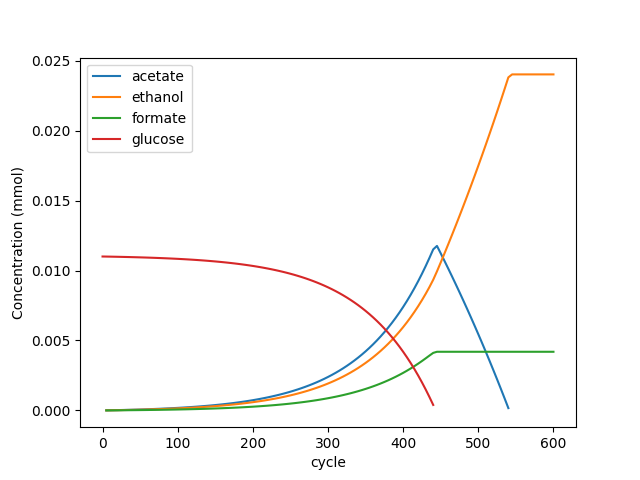 0.025
0.020
0.015
0.010
0.005
0.000
Concentration (mmol)
acetate
ethanol
formate
glucose
0 100 200 300 400 500 600
cycle